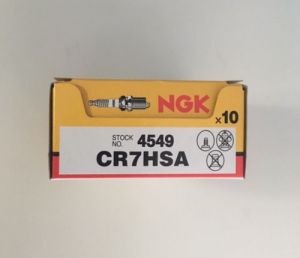 NGK
x10
STOCK NO. 4549
CR7HSA